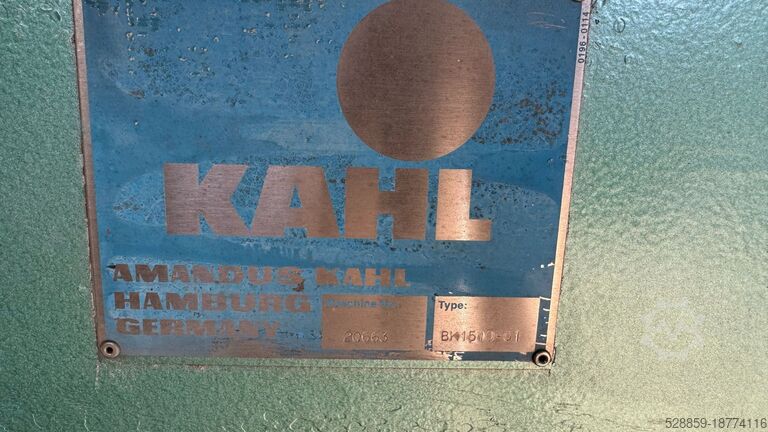 0196-0114
KAHL
AMANDUS KAHL
HAMBURG
GERMANY
Machine No.:
20663
Type:
528859-18774116